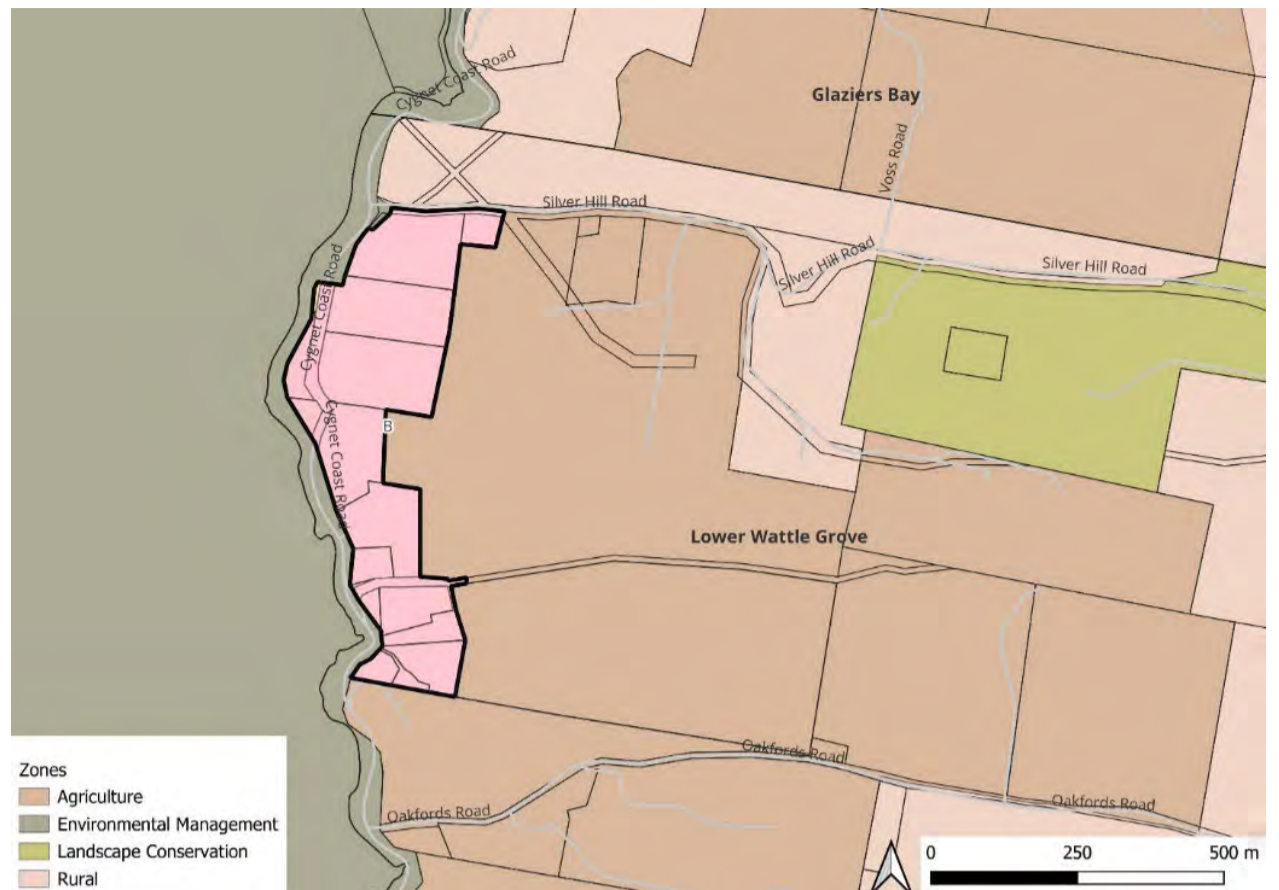 Cygnet Coast Road
Glaziers Bay
Voss Road
Silver Hill Road
Silver Hill Road
Silver Hill Road
Cygnet Coast Road
Cygnet Coast Road
B
Lower Wattle Grove
Oakfords Road
Oakfords Road
Oakfords Road
Zones
Agriculture
Environmental Management
Landscape Conservation
Rural
0 250 500 m